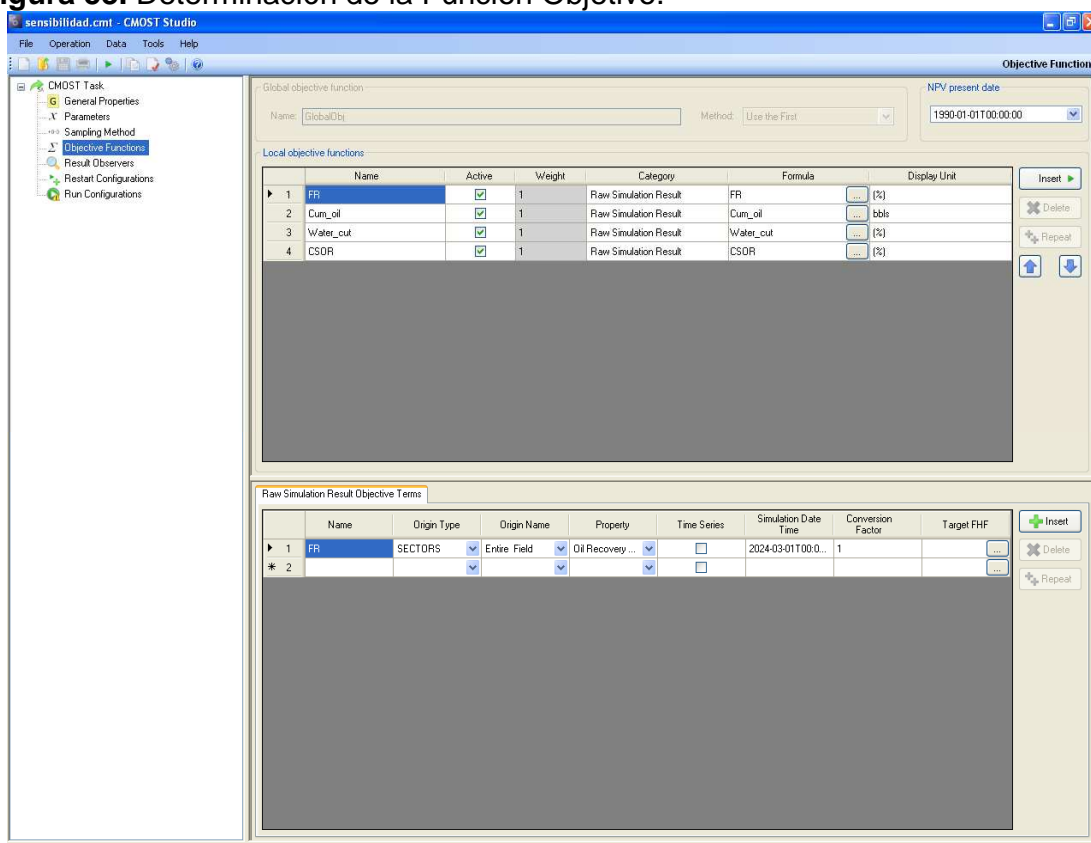 igura 55. Determinación de la Función Objetivo.
sensibilidad.cmt - CMOST Studio
File Operation Data Tools Help
Objective Function
CMOST Task
G General Properties
X Parameters
Sampling Method
Σ Objective Functions
Result Observers
Restart Configurations
Run Configurations
Global objective function
Name: GlobalObj Method: Use the First
NPV present date
1990-01-01T00:00:00
Local objective functions
Name Active Weight Category Formula Display Unit
1 FR 1 Raw Simulation Result FR ... (%)
2 Cum_oil 1 Raw Simulation Result Cum_oil ... bbls
3 Water_cut 1 Raw Simulation Result Water_cut ... (%)
4 CSOR 1 Raw Simulation Result CSOR ... (%)
Insert
Delete
Repeat
Raw Simulation Result Objective Terms
Name Origin Type Origin Name Property Time Series Simulation Date Time Conversion Factor Target FHF
1 FR SECTORS Entire Field Oil Recovery ... 2024-03-01T00:0... 1 ...
* 2 ...
Insert
Delete
Repeat